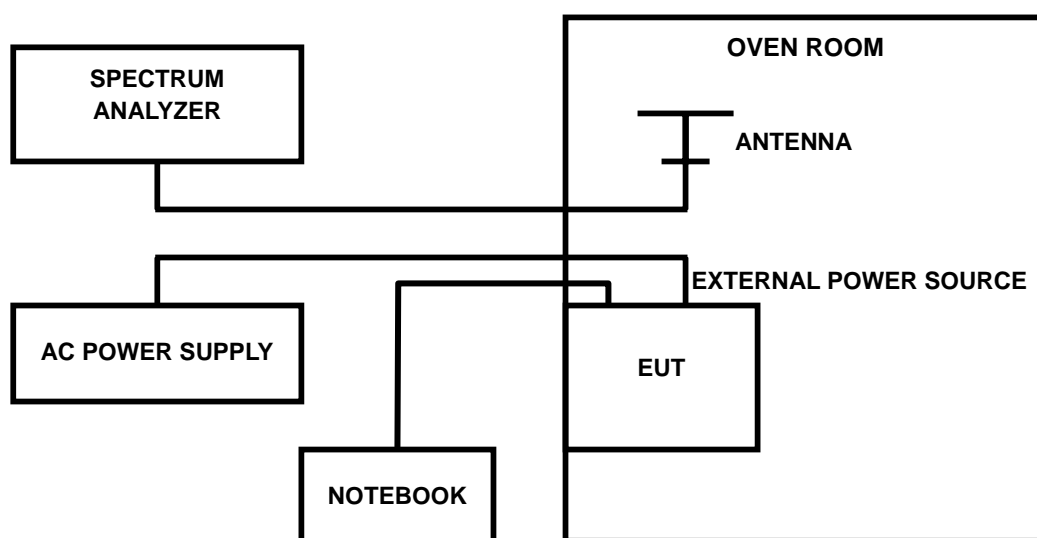 OVEN ROOM
SPECTRUM
ANALYZER
ANTENNA
EXTERNAL POWER SOURCE
AC POWER SUPPLY
EUT
NOTEBOOK